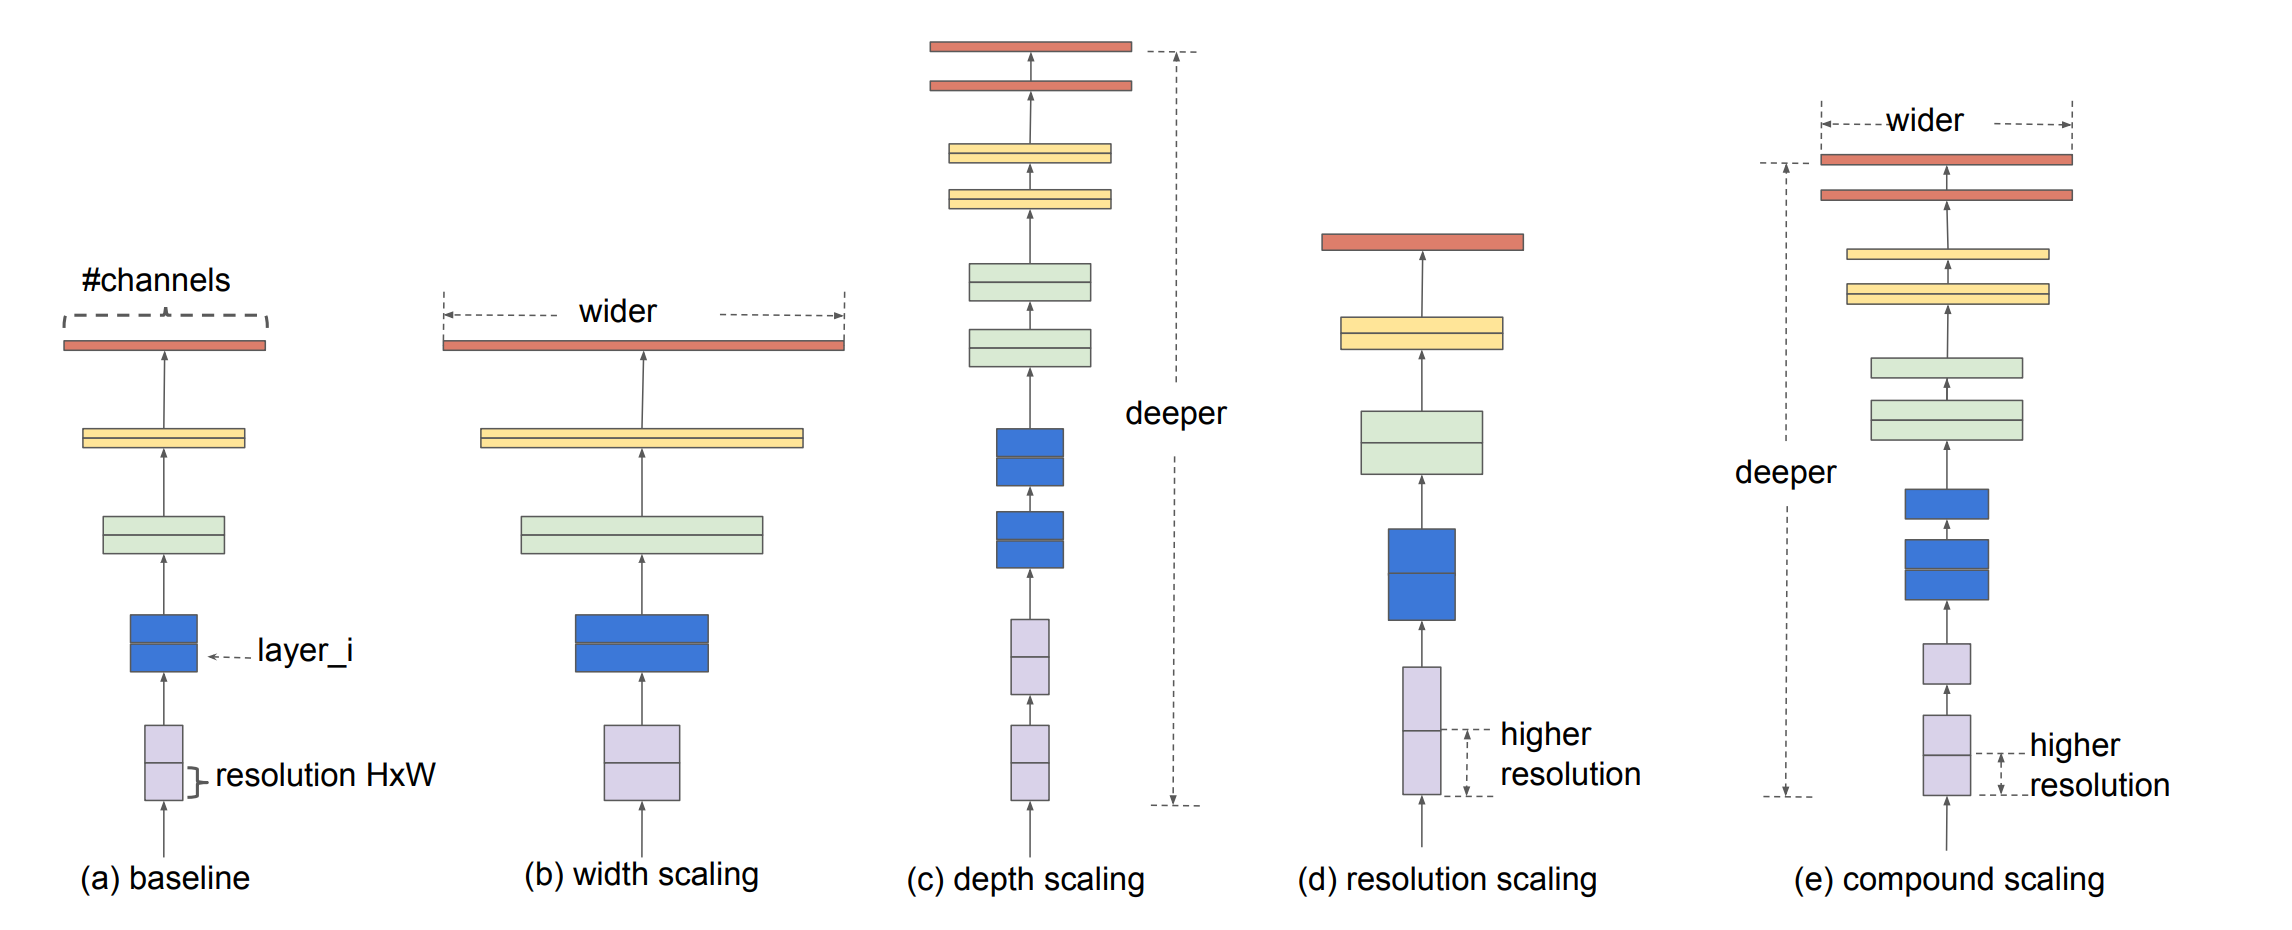 #channels
layer_i
resolution HxW
(a) baseline
wider
(b) width scaling
deeper
(c) depth scaling
higher
resolution
(d) resolution scaling
wider
deeper
higher
resolution
(e) compound scaling